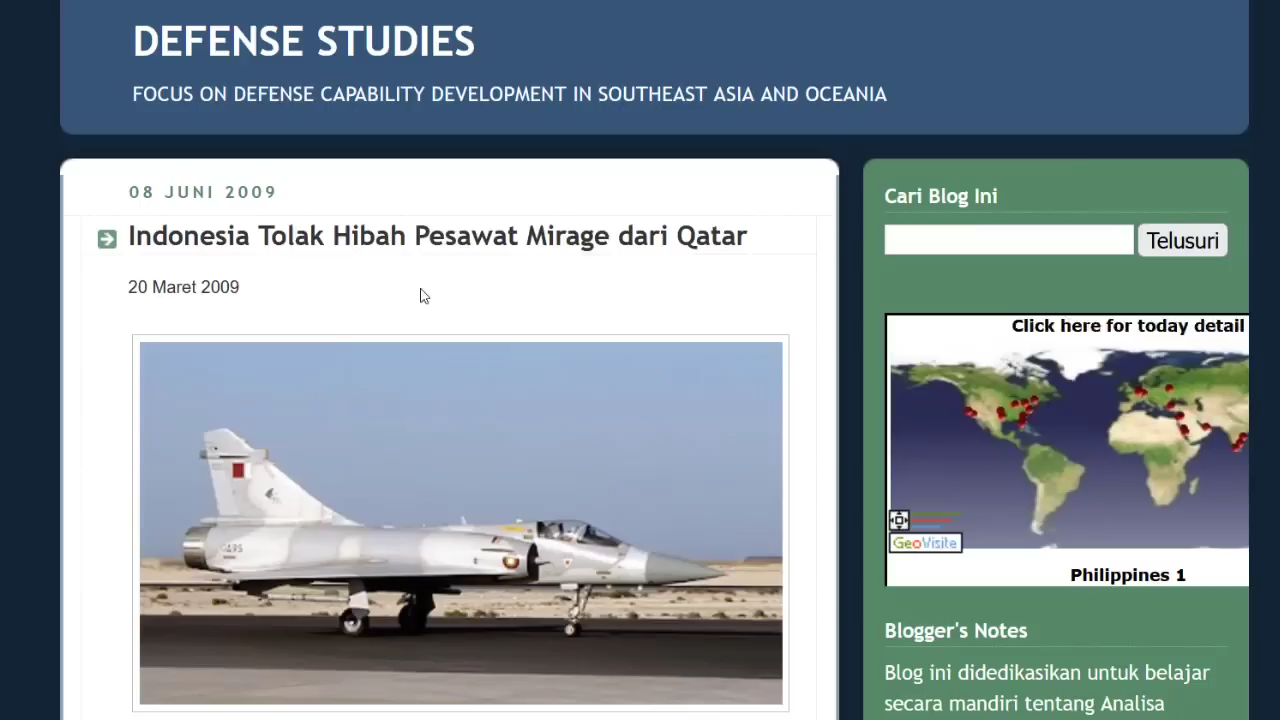 DEFENSE STUDIES
FOCUS ON DEFENSE CAPABILITY DEVELOPMENT IN SOUTHEAST ASIA AND OCEANIA
08 JUNI 2009
Indonesia Tolak Hibah Pesawat Mirage dari Qatar
20 Maret 2009
Cari Blog Ini
Telusuri
Click here for today detail
GeoVisite
Philippines 1
Blogger's Notes
Blog ini didedikasikan untuk belajar
secara mandiri tentang Analisa